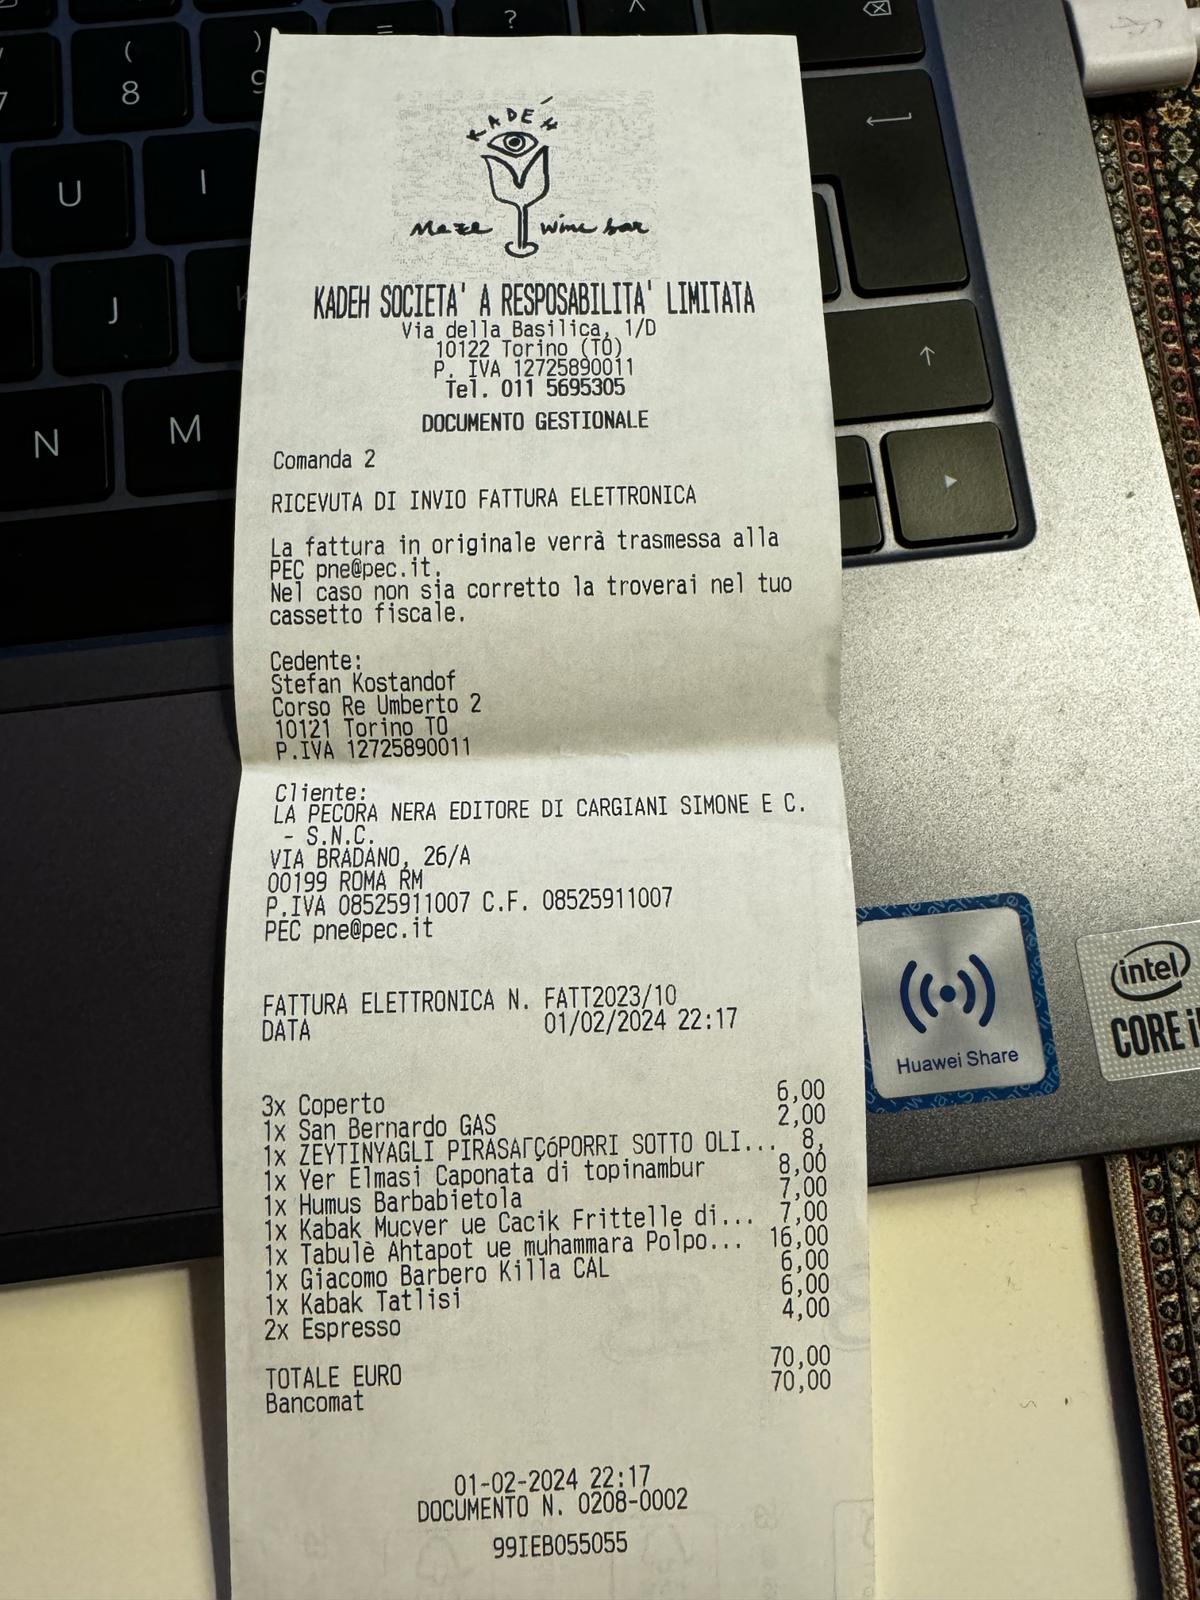 KADEH
Meze wine bar
KADEH SOCIETA' A RESPOSABILITA' LIMITATA
Via della Basilica, 1/D
10122 Torino (TO)
P. IVA 12725890011
Tel. 011 5695305
DOCUMENTO GESTIONALE
Comanda 2
RICEVUTA DI INVIO FATTURA ELETTRONICA
La fattura in originale verrà trasmessa alla
PEC pne@pec.it.
Nel caso non sia corretto la troverai nel tuo
cassetto fiscale.
Cedente:
Stefan Kostandof
Corso Re Umberto 2
10121 Torino TO
P.IVA 12725890011
Cliente:
LA PECORA NERA EDITORE DI CARGIANI SIMONE E C.
- S.N.C.
VIA BRADANO, 26/A
00199 ROMA RM
P.IVA 08525911007 C.F. 08525911007
PEC pne@pec.it
FATTURA ELETTRONICA N. FATT2023/10
DATA 01/02/2024 22:17
3x Coperto 6,00
1x San Bernardo GAS 2,00
1x ZEYTINYAGLI PIRASAΓÇóPORRI SOTTO OLI... 8,
1x Yer Elmasi Caponata di topinambur 8,00
1x Humus Barbabietola 7,00
1x Kabak Mucver ue Cacik Frittelle di... 7,00
1x Tabulè Ahtapot ue muhammara Polpo... 16,00
1x Giacomo Barbero Killa CAL 6,00
1x Kabak Tatlisi 6,00
2x Espresso 4,00
TOTALE EURO 70,00
Bancomat 70,00
01-02-2024 22:17
DOCUMENTO N. 0208-0002
99IEB055055
( 8
) 9
7
=
?
^
U
I
J
K
N
M
Huawei Share
intel
CORE